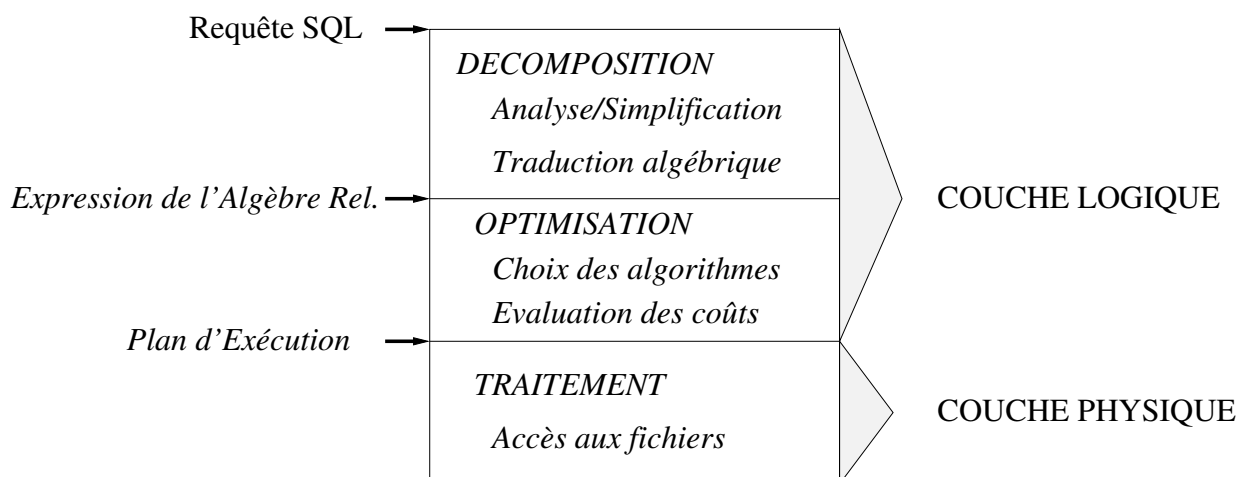 Requête SQL
DECOMPOSITION
Analyse/Simplification
Traduction algébrique
Expression de l'Algèbre Rel.
COUCHE LOGIQUE
OPTIMISATION
Choix des algorithmes
Evaluation des coûts
Plan d'Exécution
TRAITEMENT
COUCHE PHYSIQUE
Accès aux fichiers